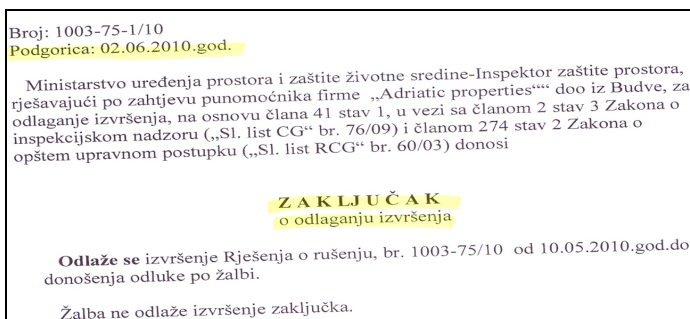 Broj: 1003-75-1/10
Podgorica: 02.06.2010.god.
Ministarstvo uređenja prostora i zaštite životne sredine-Inspektor zaštite prostora,
rješavajući po zahtjevu punomoćnika firme „Adriatic properties““ doo iz Budve, za
odlaganje izvršenja, na osnovu člana 41 stav 1, u vezi sa članom 2 stav 3 Zakona o
inspekcijskom nadzoru („Sl. list CG“ br. 76/09) i članom 274 stav 2 Zakona o
opštem upravnom postupku („Sl. list RCG“ br. 60/03) donosi
Z A K LJ U Č A K
o odlaganju izvršenja
Odlaže se izvršenje Rješenja o rušenju, br. 1003-75/10 od 10.05.2010.god.do
donošenja odluke po žalbi.
Žalba ne odlaže izvršenje zaključka.